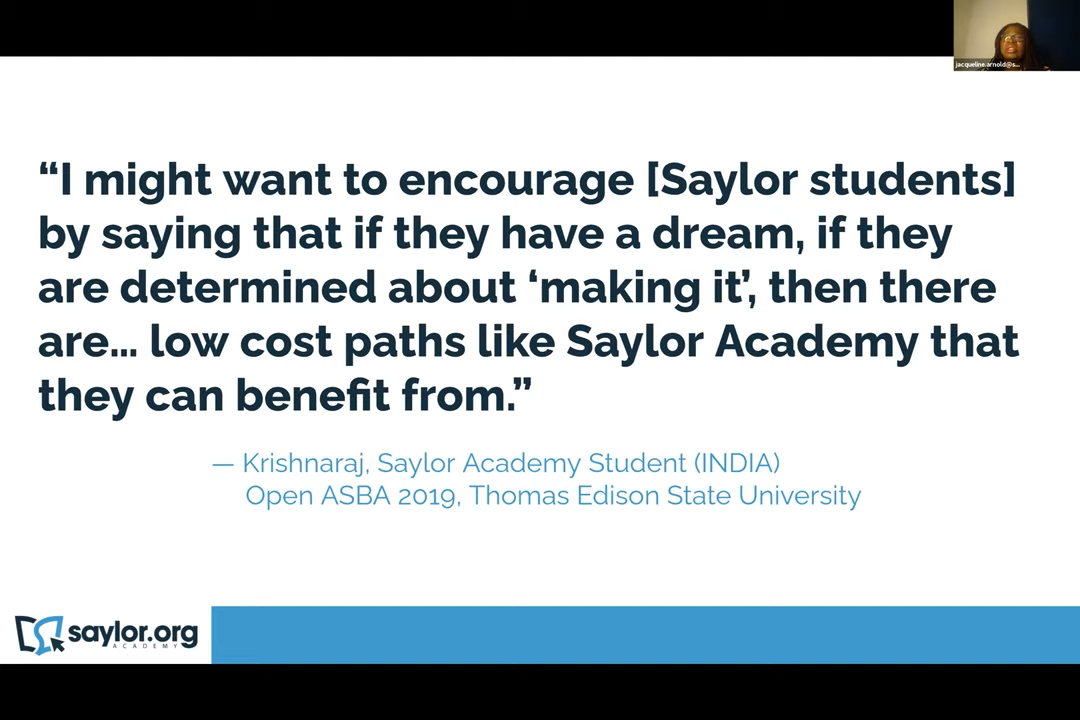 jacqueline.arnold@s...
“I might want to encourage [Saylor students]
by saying that if they have a dream, if they
are determined about ‘making it’, then there
are... low cost paths like Saylor Academy that
they can benefit from.”
— Krishnaraj, Saylor Academy Student (INDIA)
Open ASBA 2019, Thomas Edison State University
saylor.org
ACADEMY